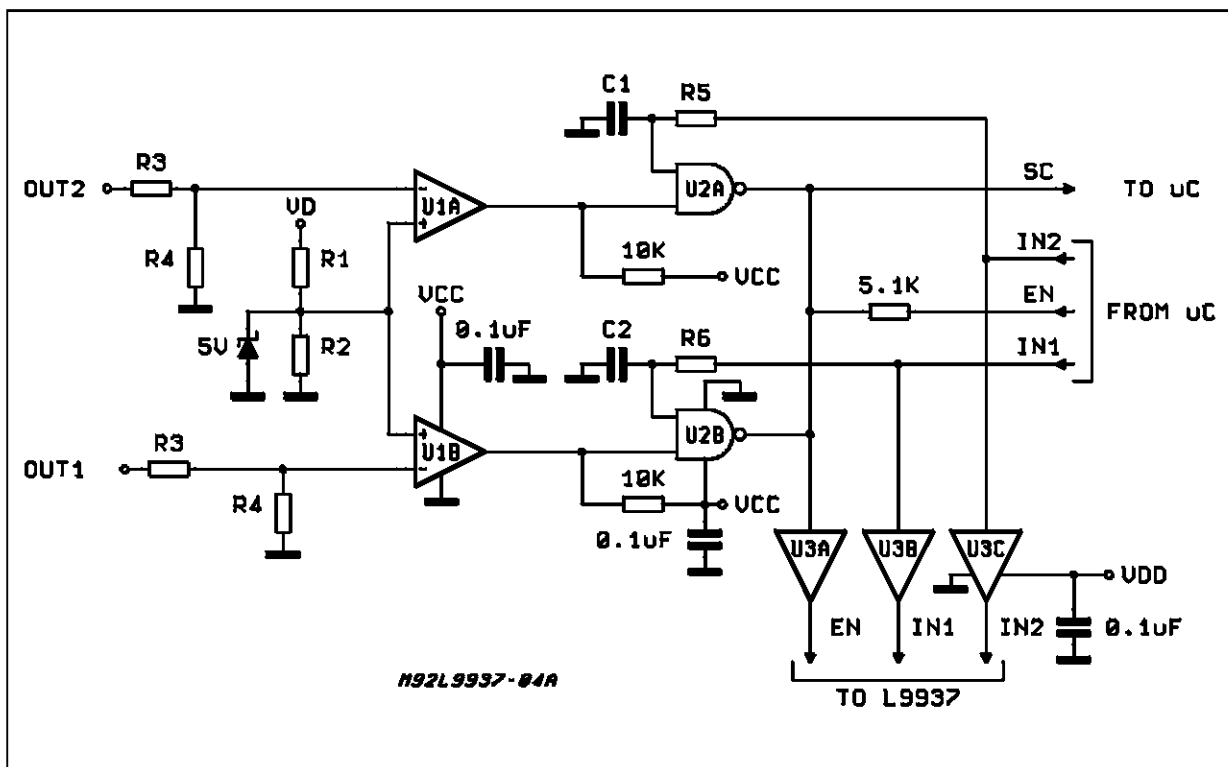 C1
R5
R3
OUT2
U2A
SC
TO uC
VD
U1A
IN2
R4
R1
10K
VCC
VCC
5.1K
EN
FROM uC
0.1uF
C2
R6
5V
R2
IN1
U2B
R3
U1B
OUT1
R4
10K
VCC
0.1uF
U3A
U3B
U3C
VDD
EN
IN1
IN2
0.1uF
M92L9937-04A
TO L9937